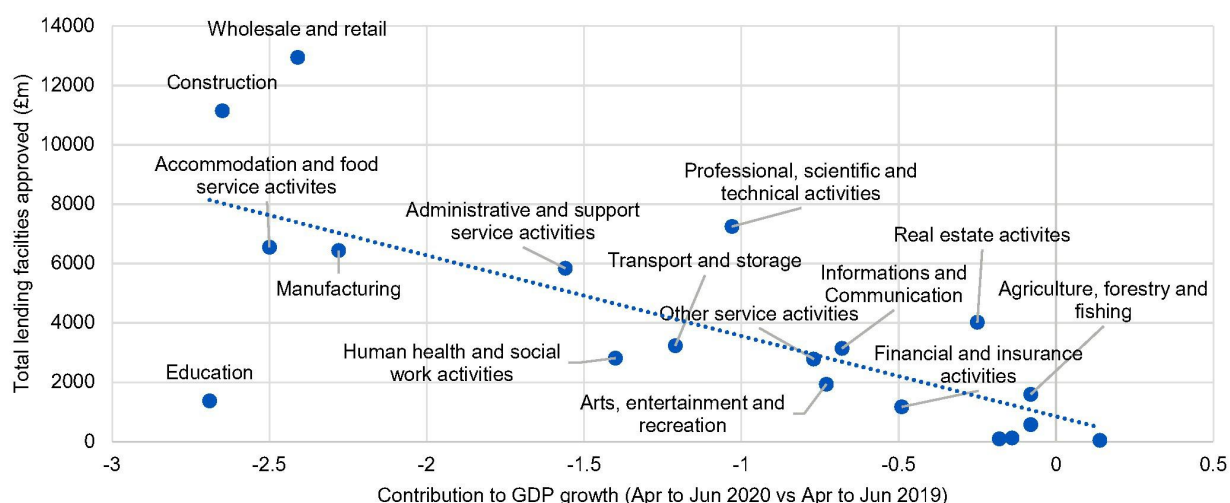 14000
12000
10000
8000
6000
4000
2000
0
Total lending facilties approved (£m)
Wholesale and retail
Construction
Accommodation and food
service activites
Manufacturing
Education
Administrative and support
service activities
Human health and social
work activities
Professional, scientific and
technical activities
Transport and storage
Other service activities
Arts, entertainment and
recreation
Informations and
Communication
Real estate activites
Financial and insurance
activities
Agriculture, forestry and
fishing
-3
-2.5
-2
-1.5
-1
-0.5
0
0.5
Contribution to GDP growth (Apr to Jun 2020 vs Apr to Jun 2019)